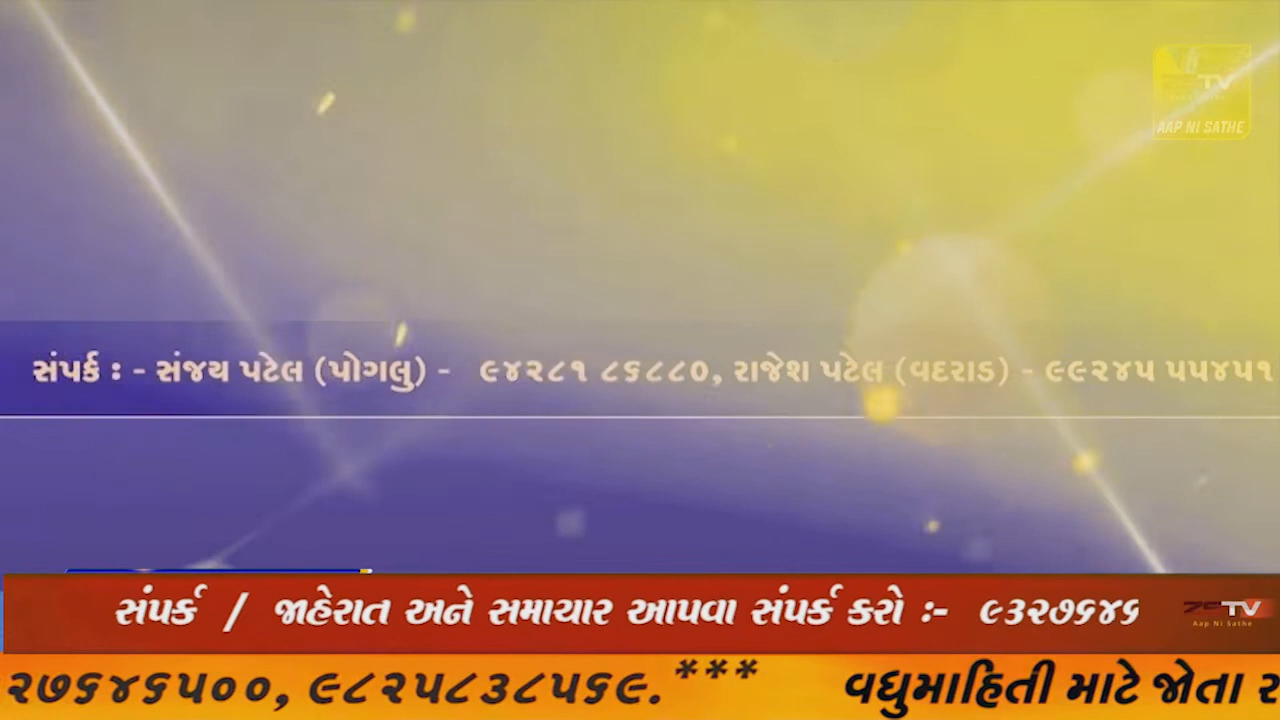 TV
AAP NI SATHE
સંપર્ક : - સંજય પટેલ (પોગલુ) - ૯૪૨૮૧ ૮૬૮૮૦, રાજેશ પટેલ (વદરાડ) - ૯૯૨૪૫ ૫૫૪૫૧
સંપર્ક / જાહેરાત અને સમાચાર આપવા સંપર્ક કરો :- ૯૩૨૭૬૪૬
TV
Aap Ni Sathe
૨૭૬૪૬૫૦૦, ૯૮૨૫૮૩૮૫૬૯. *** વધુમાહિતી માટે જોતા ર